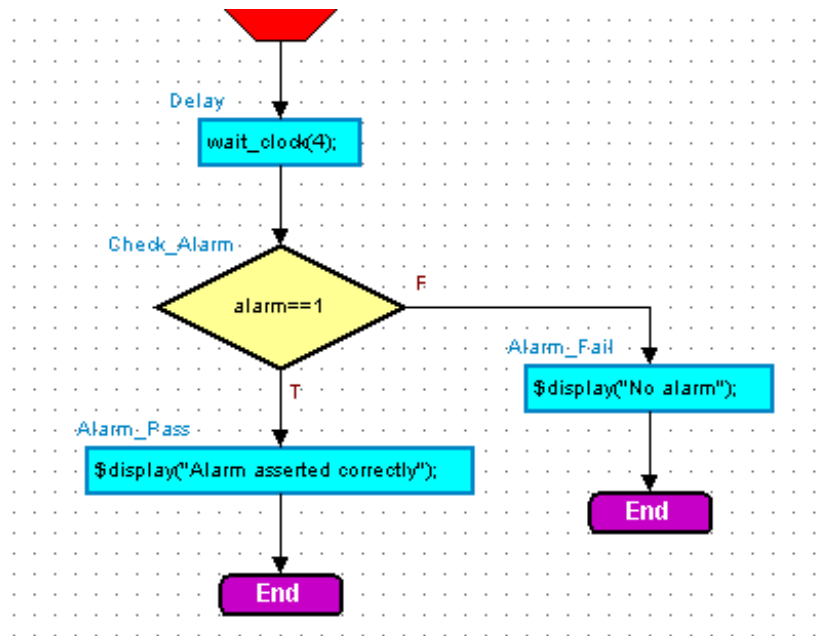 Delay
wait_clock(4);
Check_Alarm
alarm==1
F
T
Alarm_Fail
$display("No alarm");
End
Alarm_Pass
$display("Alarm asserted correctly");
End